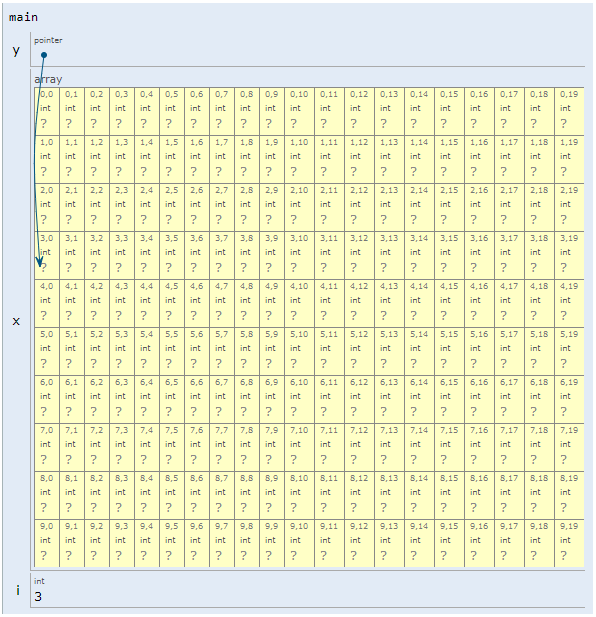 main
y pointer
array
0,0 0,1 0,2 0,3 0,4 0,5 0,6 0,7 0,8 0,9 0,10 0,11 0,12 0,13 0,14 0,15 0,16 0,17 0,18 0,19
int int int int int int int int int int int int int int int int int int int int
? ? ? ? ? ? ? ? ? ? ? ? ? ? ? ? ? ? ? ?
1,0 1,1 1,2 1,3 1,4 1,5 1,6 1,7 1,8 1,9 1,10 1,11 1,12 1,13 1,14 1,15 1,16 1,17 1,18 1,19
int int int int int int int int int int int int int int int int int int int int
? ? ? ? ? ? ? ? ? ? ? ? ? ? ? ? ? ? ? ?
2,0 2,1 2,2 2,3 2,4 2,5 2,6 2,7 2,8 2,9 2,10 2,11 2,12 2,13 2,14 2,15 2,16 2,17 2,18 2,19
int int int int int int int int int int int int int int int int int int int int
? ? ? ? ? ? ? ? ? ? ? ? ? ? ? ? ? ? ? ?
3,0 3,1 3,2 3,3 3,4 3,5 3,6 3,7 3,8 3,9 3,10 3,11 3,12 3,13 3,14 3,15 3,16 3,17 3,18 3,19
int int int int int int int int int int int int int int int int int int int int
? ? ? ? ? ? ? ? ? ? ? ? ? ? ? ? ? ? ? ?
4,0 4,1 4,2 4,3 4,4 4,5 4,6 4,7 4,8 4,9 4,10 4,11 4,12 4,13 4,14 4,15 4,16 4,17 4,18 4,19
int int int int int int int int int int int int int int int int int int int int
x ? ? ? ? ? ? ? ? ? ? ? ? ? ? ? ? ? ? ? ?
5,0 5,1 5,2 5,3 5,4 5,5 5,6 5,7 5,8 5,9 5,10 5,11 5,12 5,13 5,14 5,15 5,16 5,17 5,18 5,19
int int int int int int int int int int int int int int int int int int int int
? ? ? ? ? ? ? ? ? ? ? ? ? ? ? ? ? ? ? ?
6,0 6,1 6,2 6,3 6,4 6,5 6,6 6,7 6,8 6,9 6,10 6,11 6,12 6,13 6,14 6,15 6,16 6,17 6,18 6,19
int int int int int int int int int int int int int int int int int int int int
? ? ? ? ? ? ? ? ? ? ? ? ? ? ? ? ? ? ? ?
7,0 7,1 7,2 7,3 7,4 7,5 7,6 7,7 7,8 7,9 7,10 7,11 7,12 7,13 7,14 7,15 7,16 7,17 7,18 7,19
int int int int int int int int int int int int int int int int int int int int
? ? ? ? ? ? ? ? ? ? ? ? ? ? ? ? ? ? ? ?
8,0 8,1 8,2 8,3 8,4 8,5 8,6 8,7 8,8 8,9 8,10 8,11 8,12 8,13 8,14 8,15 8,16 8,17 8,18 8,19
int int int int int int int int int int int int int int int int int int int int
? ? ? ? ? ? ? ? ? ? ? ? ? ? ? ? ? ? ? ?
9,0 9,1 9,2 9,3 9,4 9,5 9,6 9,7 9,8 9,9 9,10 9,11 9,12 9,13 9,14 9,15 9,16 9,17 9,18 9,19
int int int int int int int int int int int int int int int int int int int int
? ? ? ? ? ? ? ? ? ? ? ? ? ? ? ? ? ? ? ?
i int
3